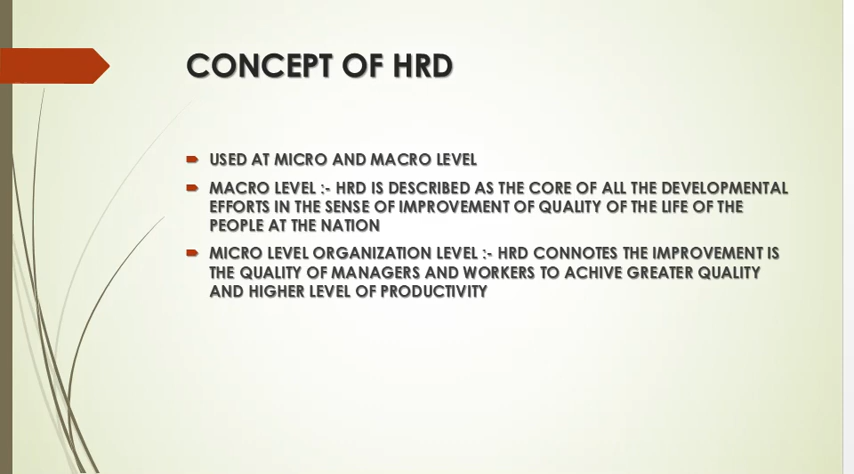 CONCEPT OF HRD
USED AT MICRO AND MACRO LEVEL
MACRO LEVEL :- HRD IS DESCRIBED AS THE CORE OF ALL THE DEVELOPMENTAL
EFFORTS IN THE SENSE OF IMPROVEMENT OF QUALITY OF THE LIFE OF THE
PEOPLE AT THE NATION
MICRO LEVEL ORGANIZATION LEVEL :- HRD CONNOTES THE IMPROVEMENT IS
THE QUALITY OF MANAGERS AND WORKERS TO ACHIVE GREATER QUALITY
AND HIGHER LEVEL OF PRODUCTIVITY